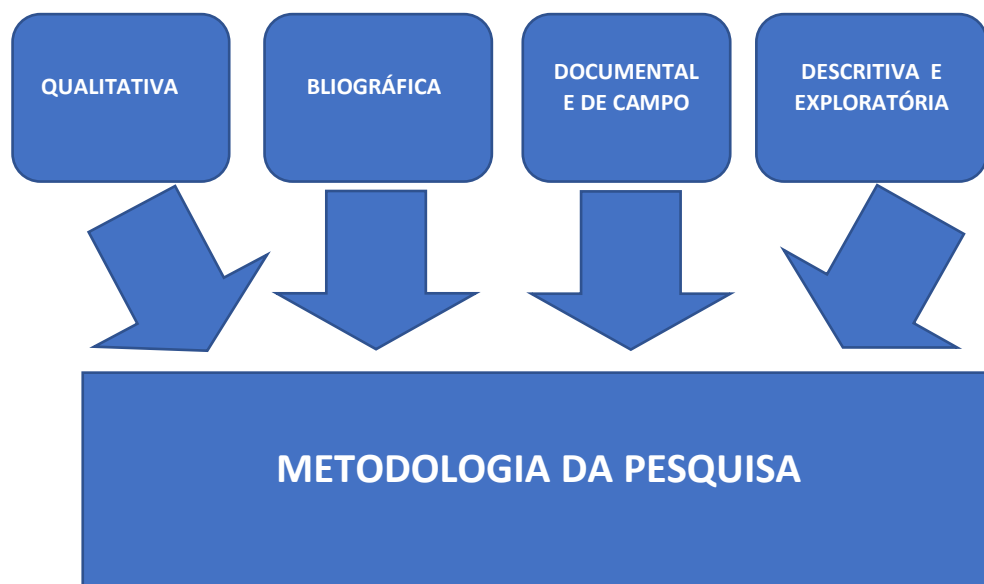 QUALITATIVA
BLIOGRÁFICA
DOCUMENTAL
E DE CAMPO
DESCRITIVA E
EXPLORATÓRIA
METODOLOGIA DA PESQUISA